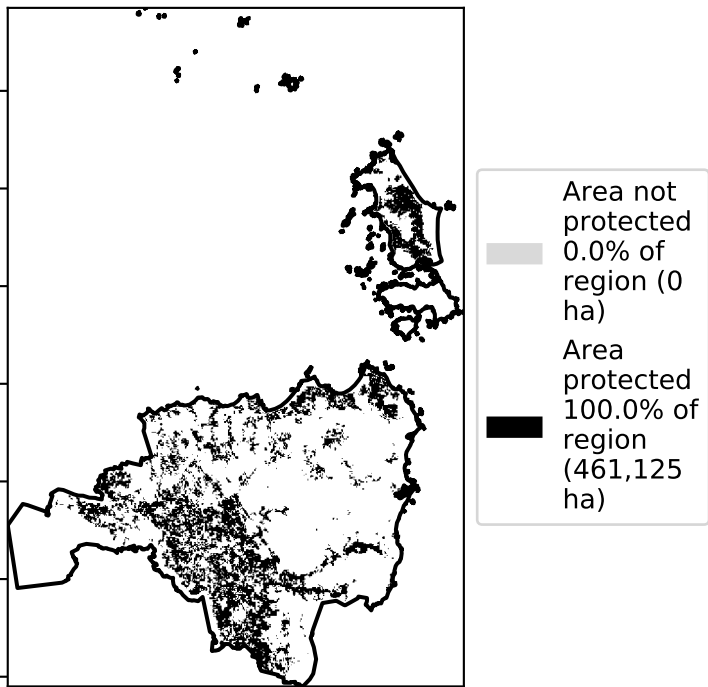 Area not
protected
0.0% of
region (0
ha)
Area
protected
100.0% of
region
(461,125
ha)